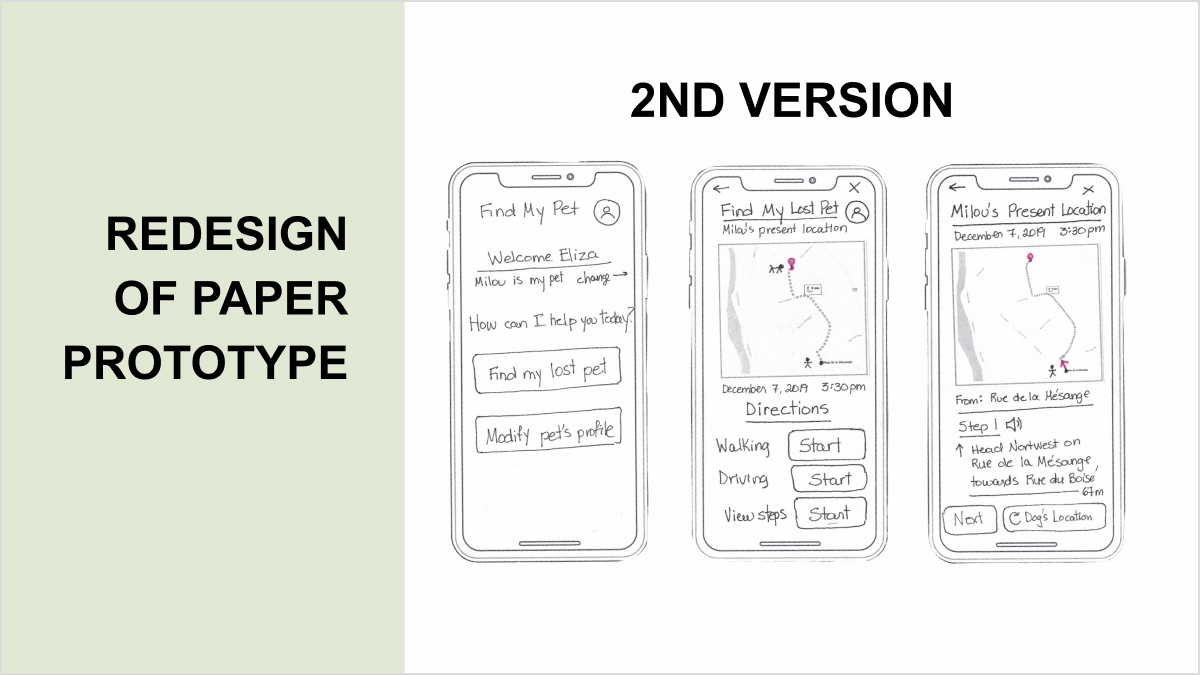 REDESIGN
OF PAPER
PROTOTYPE
2ND VERSION
Find My Pet
Welcome Eliza
Milou is my pet change →
How can I help you today?
Find my lost pet
Modify pet's profile
← X
Find My Lost Pet
Milou's present location
December 7, 2019 3:30pm
Directions
Walking Start
Driving Start
View steps Start
← X
Milou's Present Location
December 7, 2019 3:30pm
From: Rue de la Mésange
Step 1
↑ Head Nortwest on
Rue de la Mésange,
towards Rue du Boisé
67m
Next Dog's Location